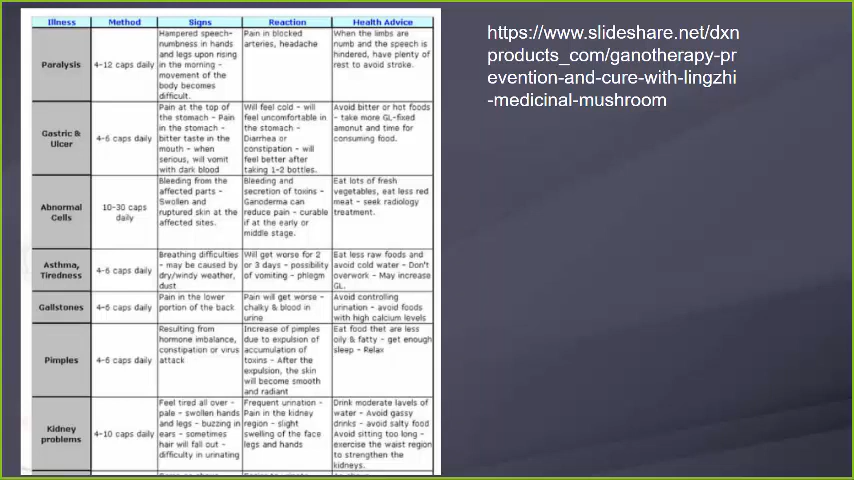 Illness Method Signs Reaction Health Advice
Paralysis
4-12 caps daily
Hampered speech-
numbness in hands
and legs upon rising
in the morning -
movement of the
body becomes
difficult.
Pain in blocked
arteries, headache
When the limbs are
numb and the speech is
hindered, have plenty of
rest to avoid stroke.
Gastric &
Ulcer
4-6 caps daily
Pain at the top of
the stomach - Pain
in the stomach -
bitter taste in the
mouth - when
serious, will vomit
with dark blood
Will feel cold - will
feel uncomfortable in
the stomach -
Diarrhea or
constipation - will
feel better after
taking 1-2 bottles.
Avoid bitter or hot foods
- take more GL-fixed
amonut and time for
consuming food.
Abnormal
Cells
10-30 caps
daily
Bleeding from the
affected parts -
Swollen and
ruptured skin at the
affected sites.
Bleeding and
secretion of toxins -
Ganoderma can
reduce pain - curable
if at the early or
middle stage.
Eat lots of fresh
vegetables, eat less red
meat - seek radiology
treatment.
Asthma,
Tiredness
4-6 caps daily
Breathing difficulties
- may be caused by
dry/windy weather,
dust
Will get worse for 2
or 3 days - possibility
of vomiting - phlegm
Eat less raw foods and
avoid cold water - Don't
overwork - May increase
GL.
Gallstones
4-6 caps daily
Pain in the lower
portion of the back
Pain will get worse -
chalky & blood in
urine
Avoid controlling
urination - avoid foods
with high calcium levels
Pimples
4-6 caps daily
Resulting from
hormone imbalance,
constipation or virus
attack
Increase of pimples
due to expulsion of
accumulation of
toxins - After the
expulsion, the skin
will become smooth
and radiant
Eat food that are less
oily & fatty - get enough
sleep - Relax
Kidney
problems
4-10 caps daily
Feel tired all over -
pale - swollen hands
and legs - buzzing in
ears - sometimes
hair will fall out -
difficulty in urinating
Frequent urination -
Pain in the kidney
region - slight
swelling of the face
legs and hands
Drink moderate lavels of
water - Avoid gassy
drinks - avoid salty food
Avoid sitting too long -
exercise the waist region
to strengthen the
kidneys.
https://www.slideshare.net/dxn
products_com/ganotherapy-pr
evention-and-cure-with-lingzhi
-medicinal-mushroom